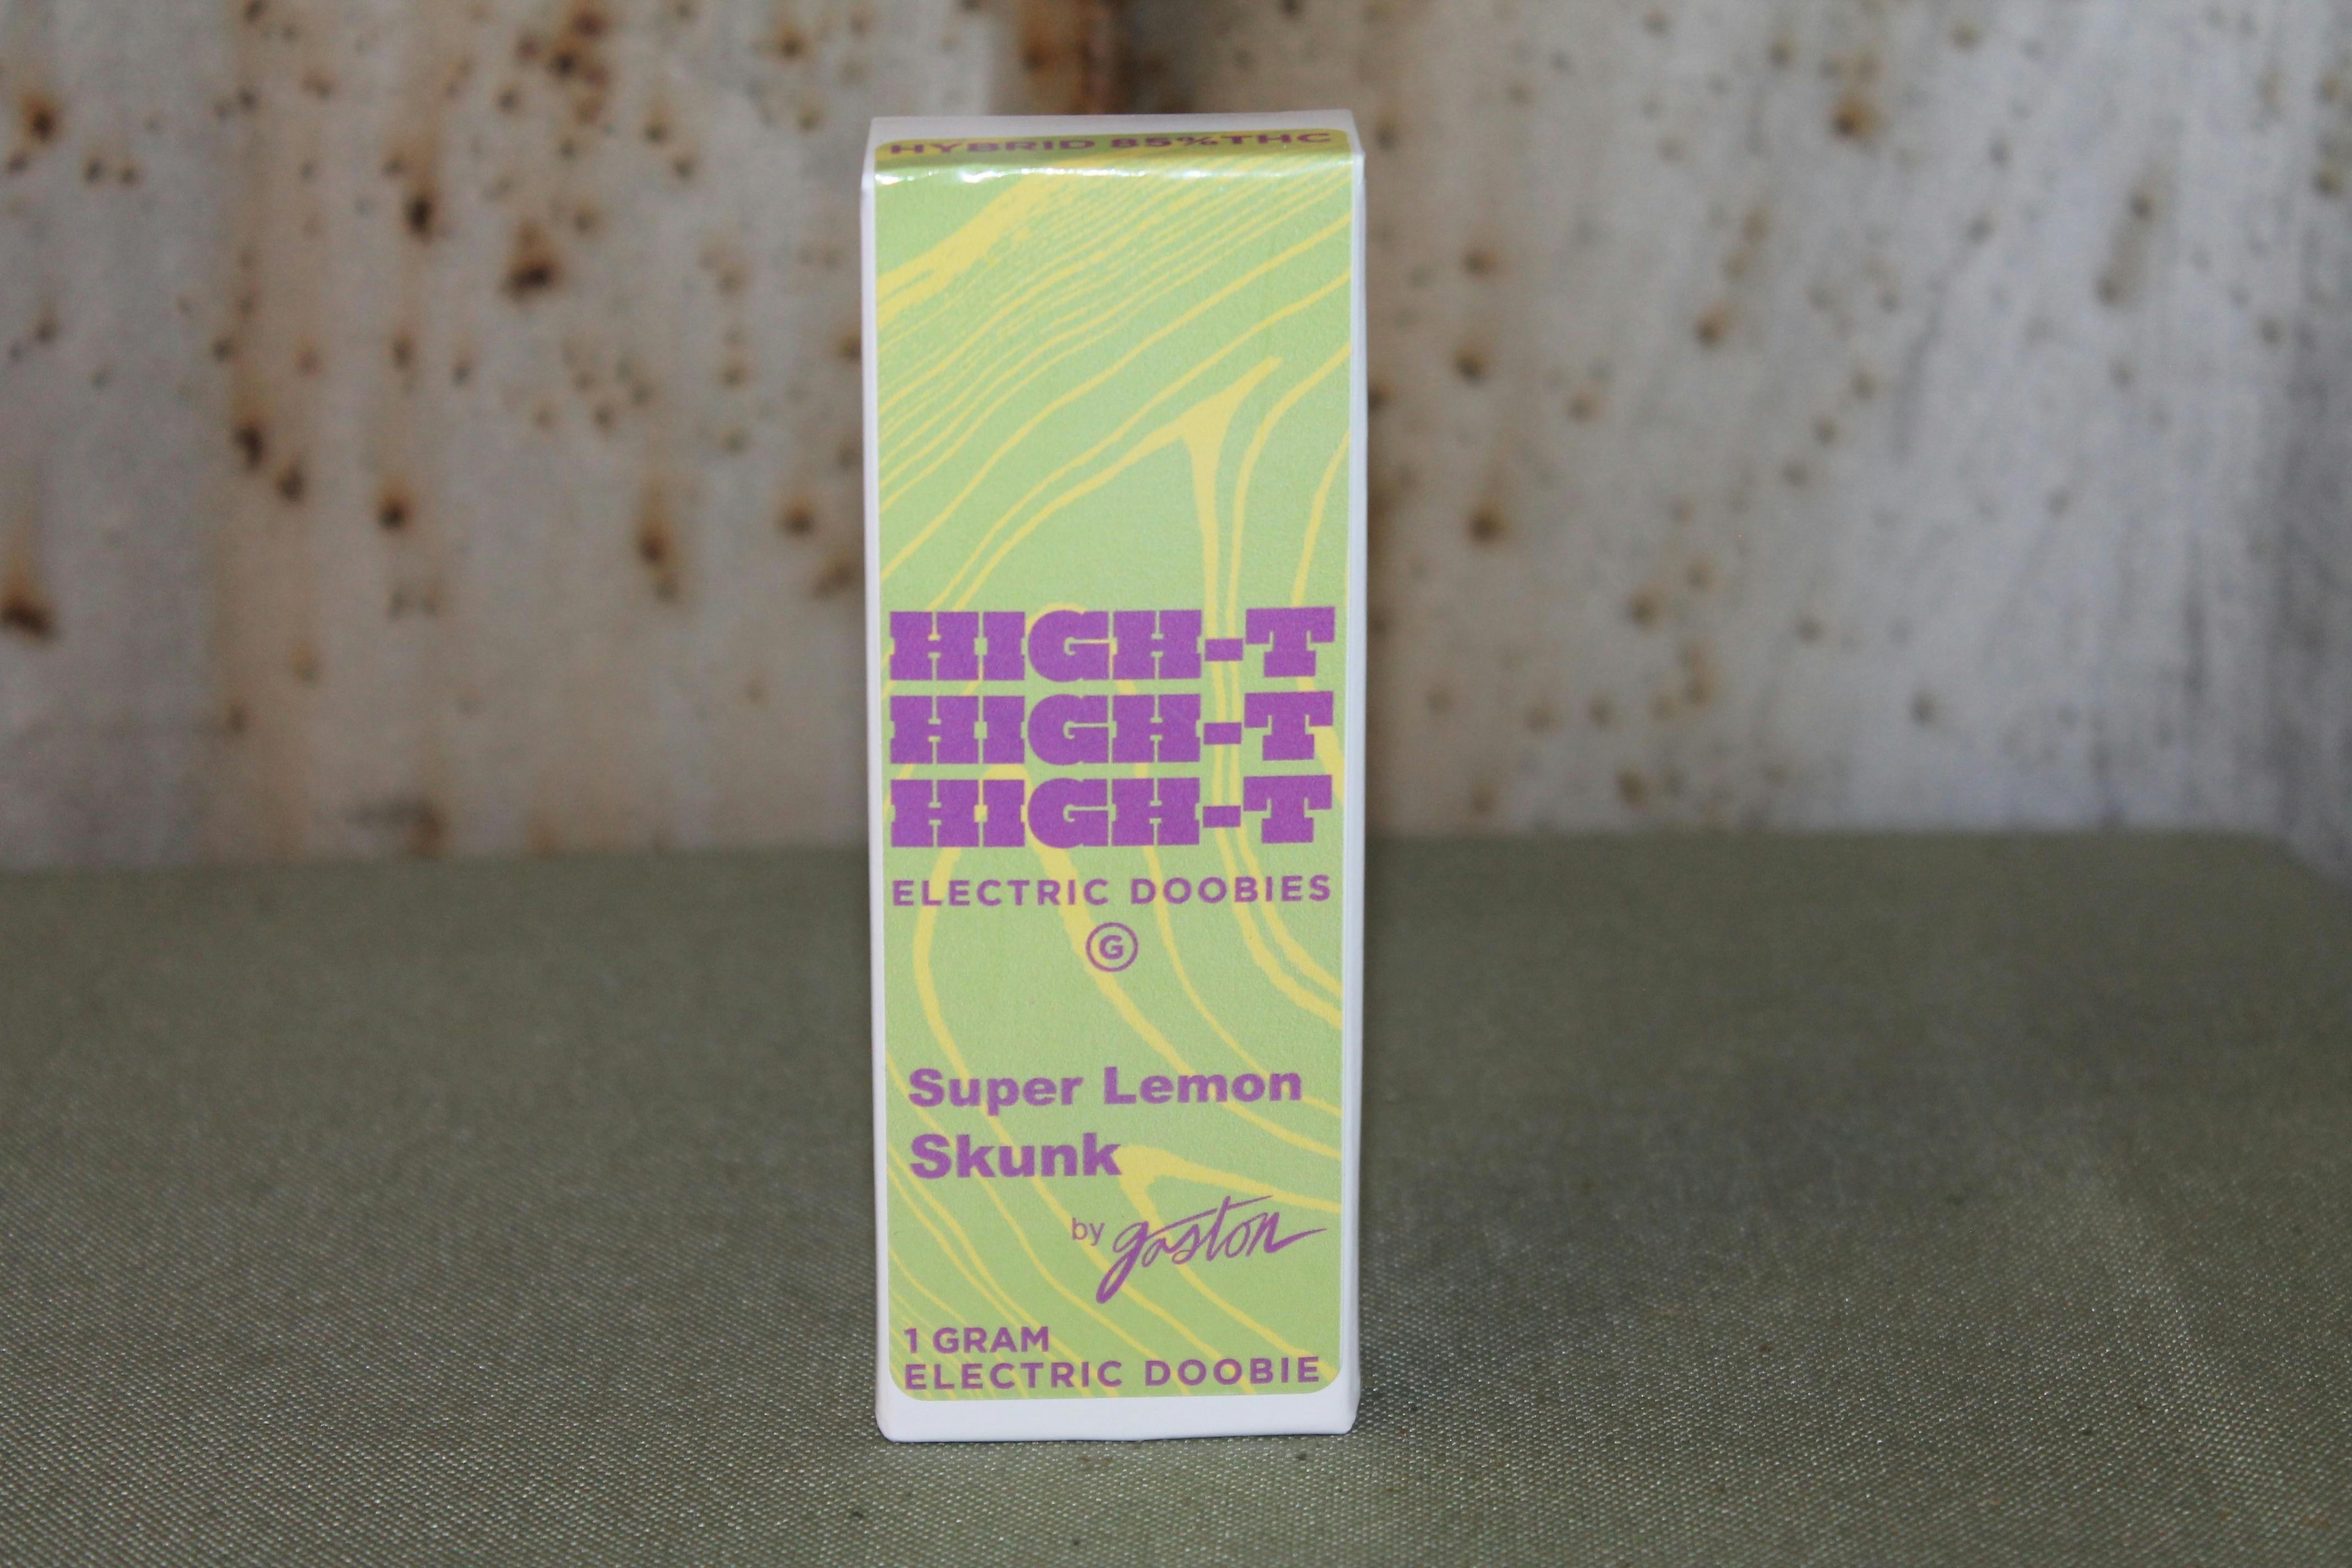 HYBRID 85% THC
HIGH-T
HIGH-T
HIGH-T
ELECTRIC DOOBIES
G
Super Lemon
Skunk
by gaston
1 GRAM
ELECTRIC DOOBIE